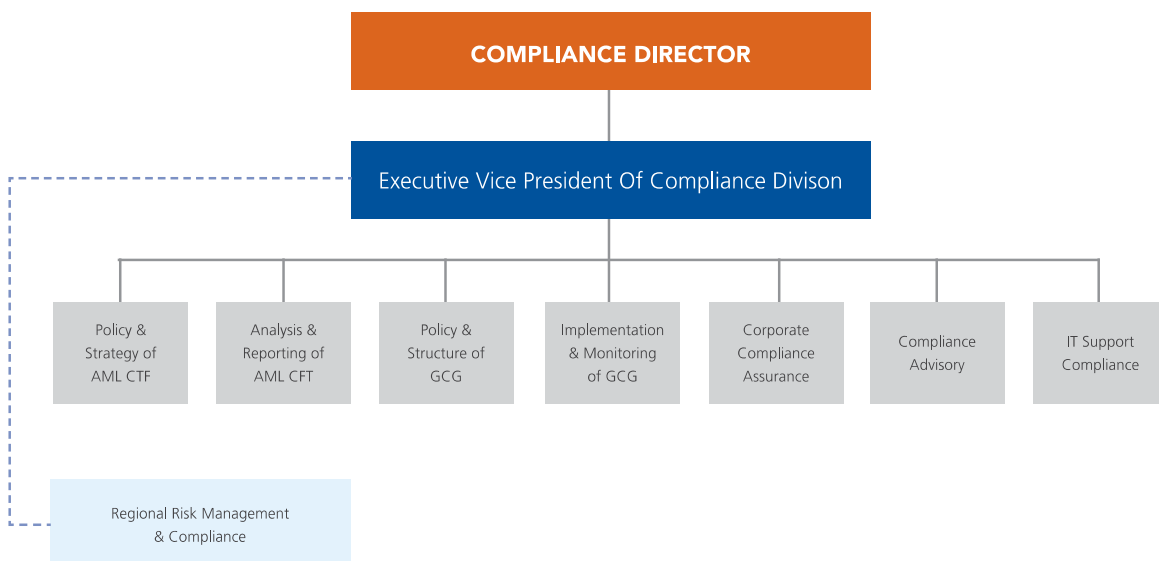 COMPLIANCE DIRECTOR
Executive Vice President Of Compliance Divison
Policy &
Strategy of
AML CTF
Analysis &
Reporting of
AML CFT
Policy &
Structure of
GCG
Implementation
& Monitoring
of GCG
Corporate
Compliance
Assurance
Compliance
Advisory
IT Support
Compliance
Regional Risk Management
& Compliance